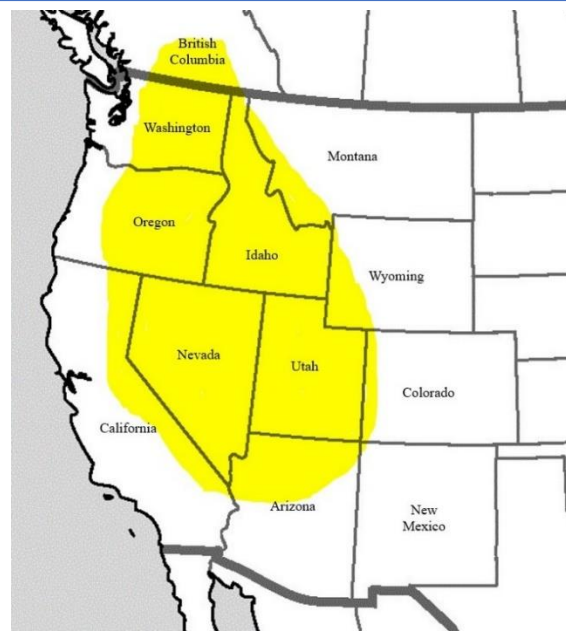 British
Columbia
Washington
Montana
Oregon
Idaho
Wyoming
Nevada
Utah
Colorado
California
Arizona
New
Mexico